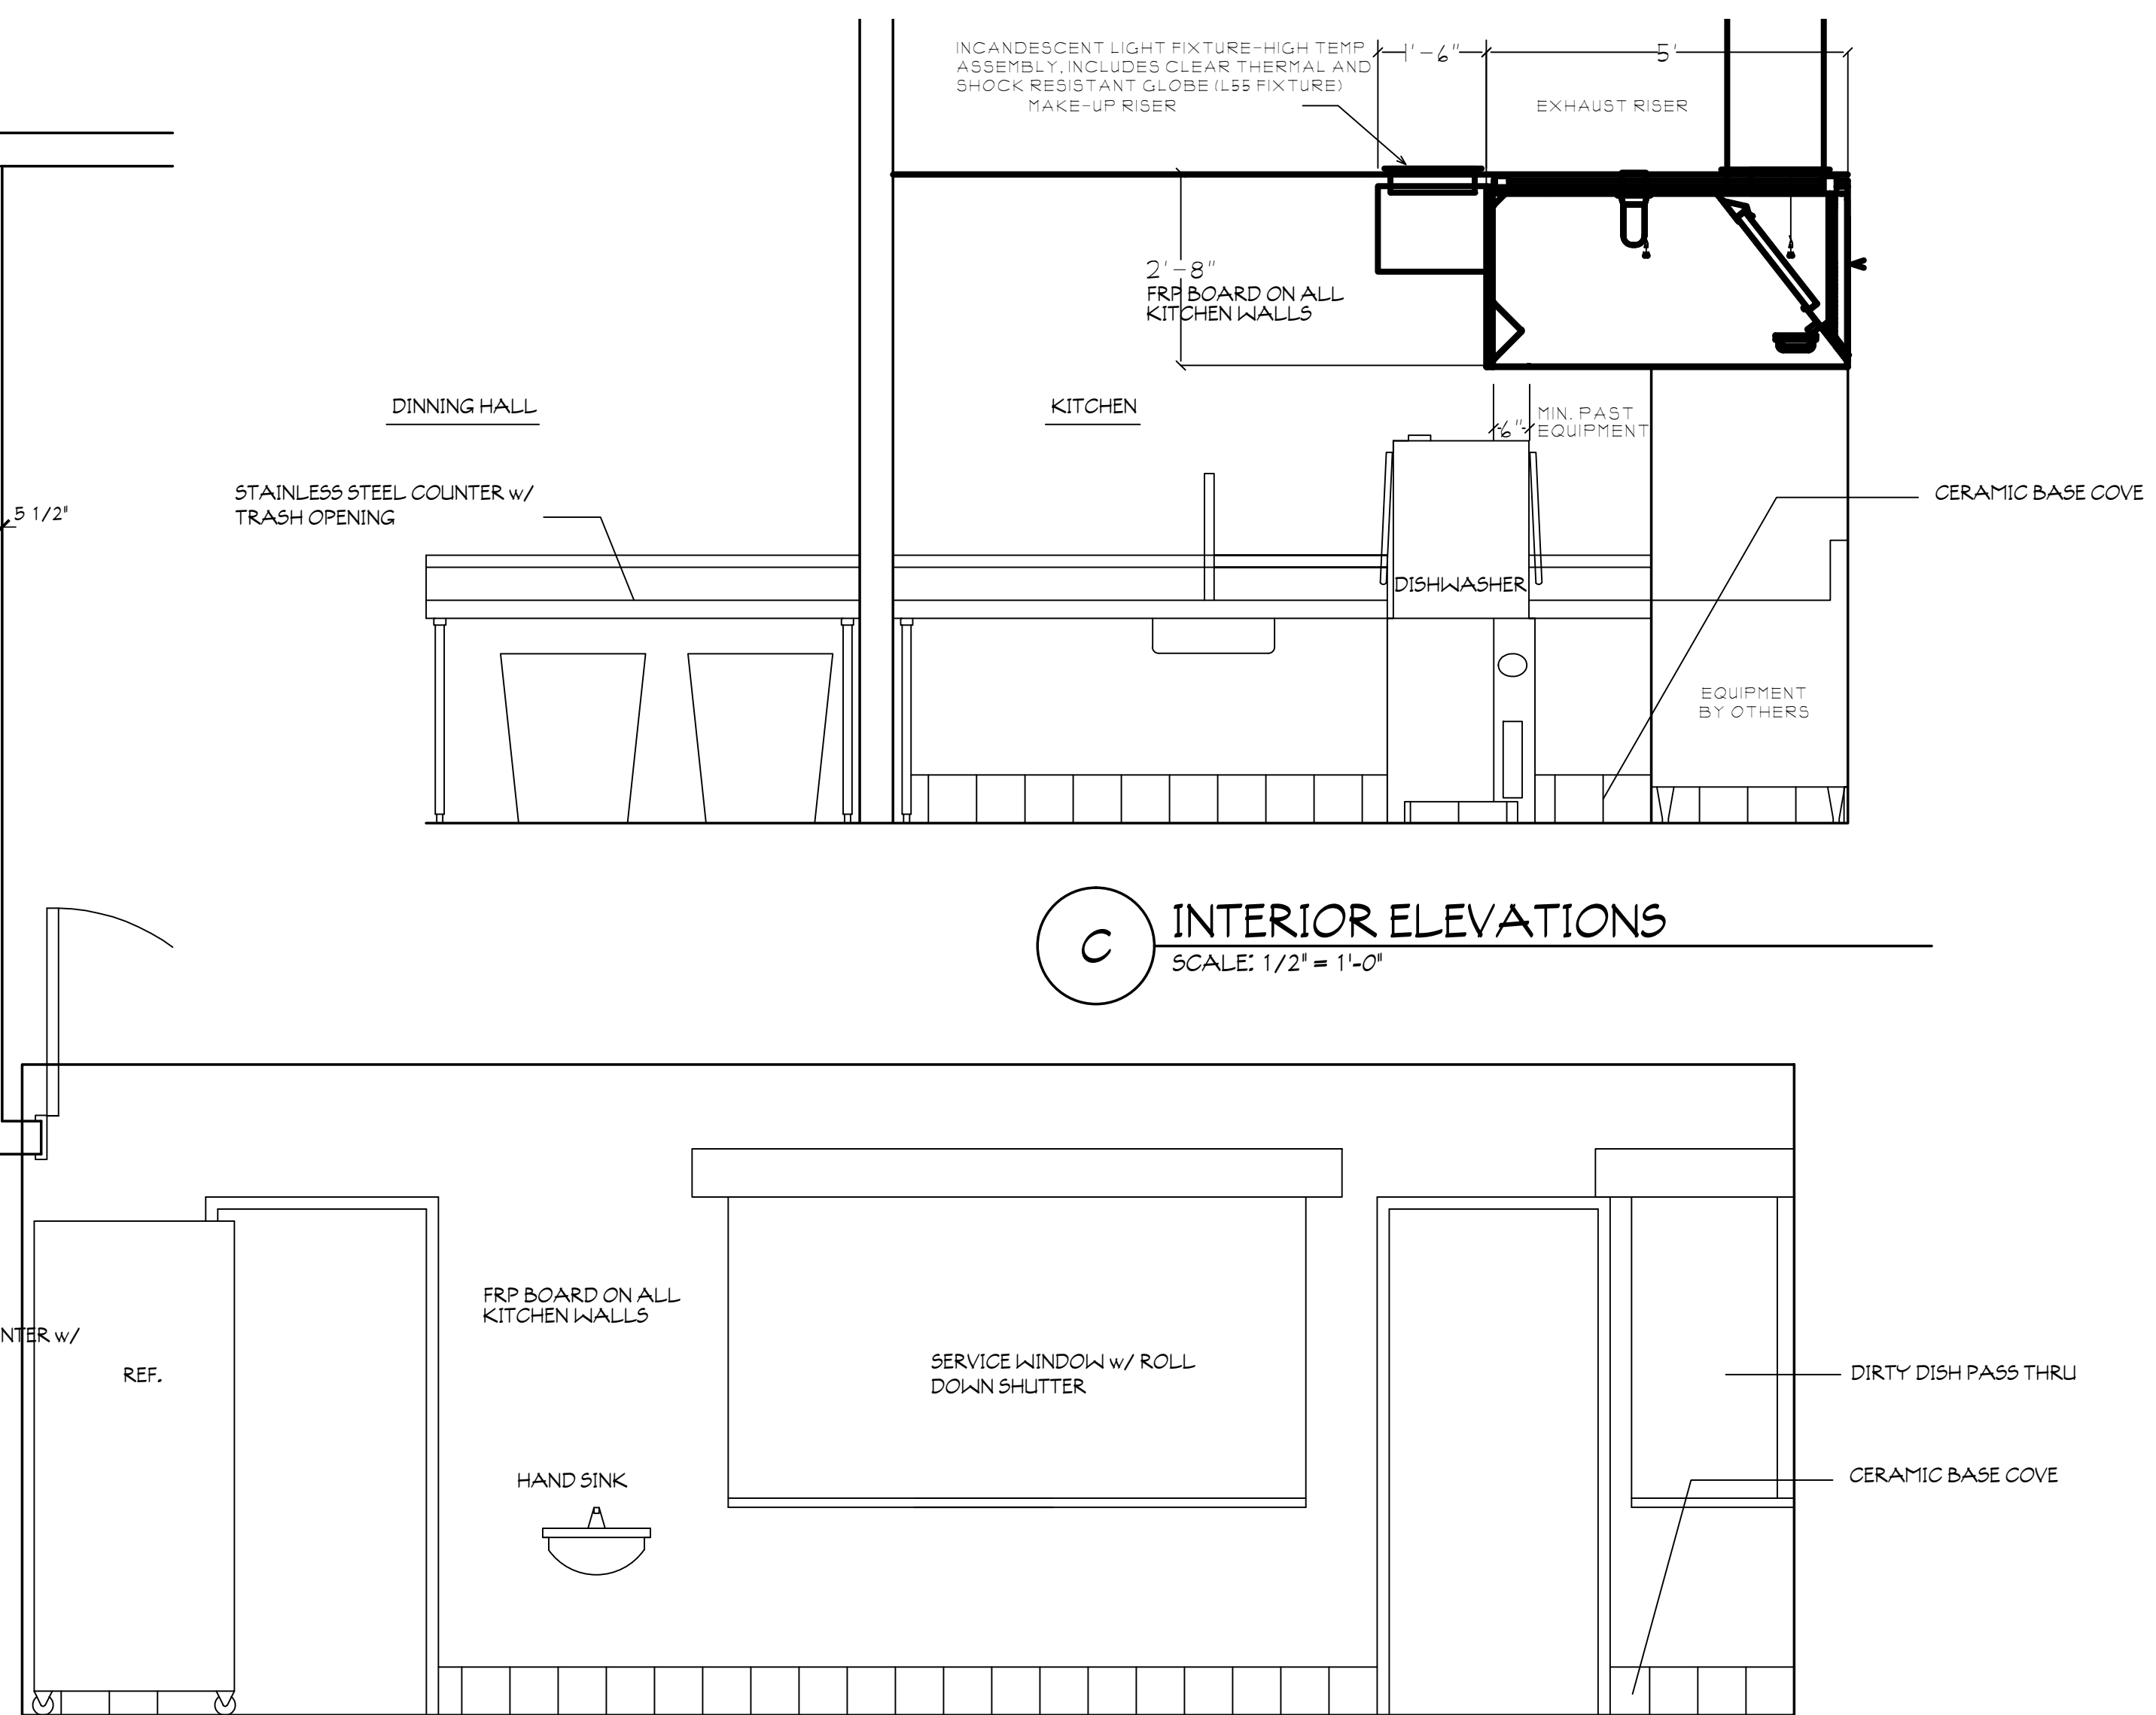 INCANDESCENT LIGHT FIXTURE-HIGH TEMP
ASSEMBLY, INCLUDES CLEAR THERMAL AND
SHOCK RESISTANT GLOBE (L55 FIXTURE)
MAKE-UP RISER
1'-6"
5'
EXHAUST RISER
2'-8"
FRP BOARD ON ALL
KITCHEN WALLS
DINNING HALL
KITCHEN
6"
MIN. PAST
EQUIPMENT
STAINLESS STEEL COUNTER w/
TRASH OPENING
5 1/2"
CERAMIC BASE COVE
DISHWASHER
EQUIPMENT
BY OTHERS
C
INTERIOR ELEVATIONS
SCALE: 1/2" = 1'-0"
FRP BOARD ON ALL
KITCHEN WALLS
NTER w/
REF.
SERVICE WINDOW w/ ROLL
DOWN SHUTTER
DIRTY DISH PASS THRU
HAND SINK
CERAMIC BASE COVE